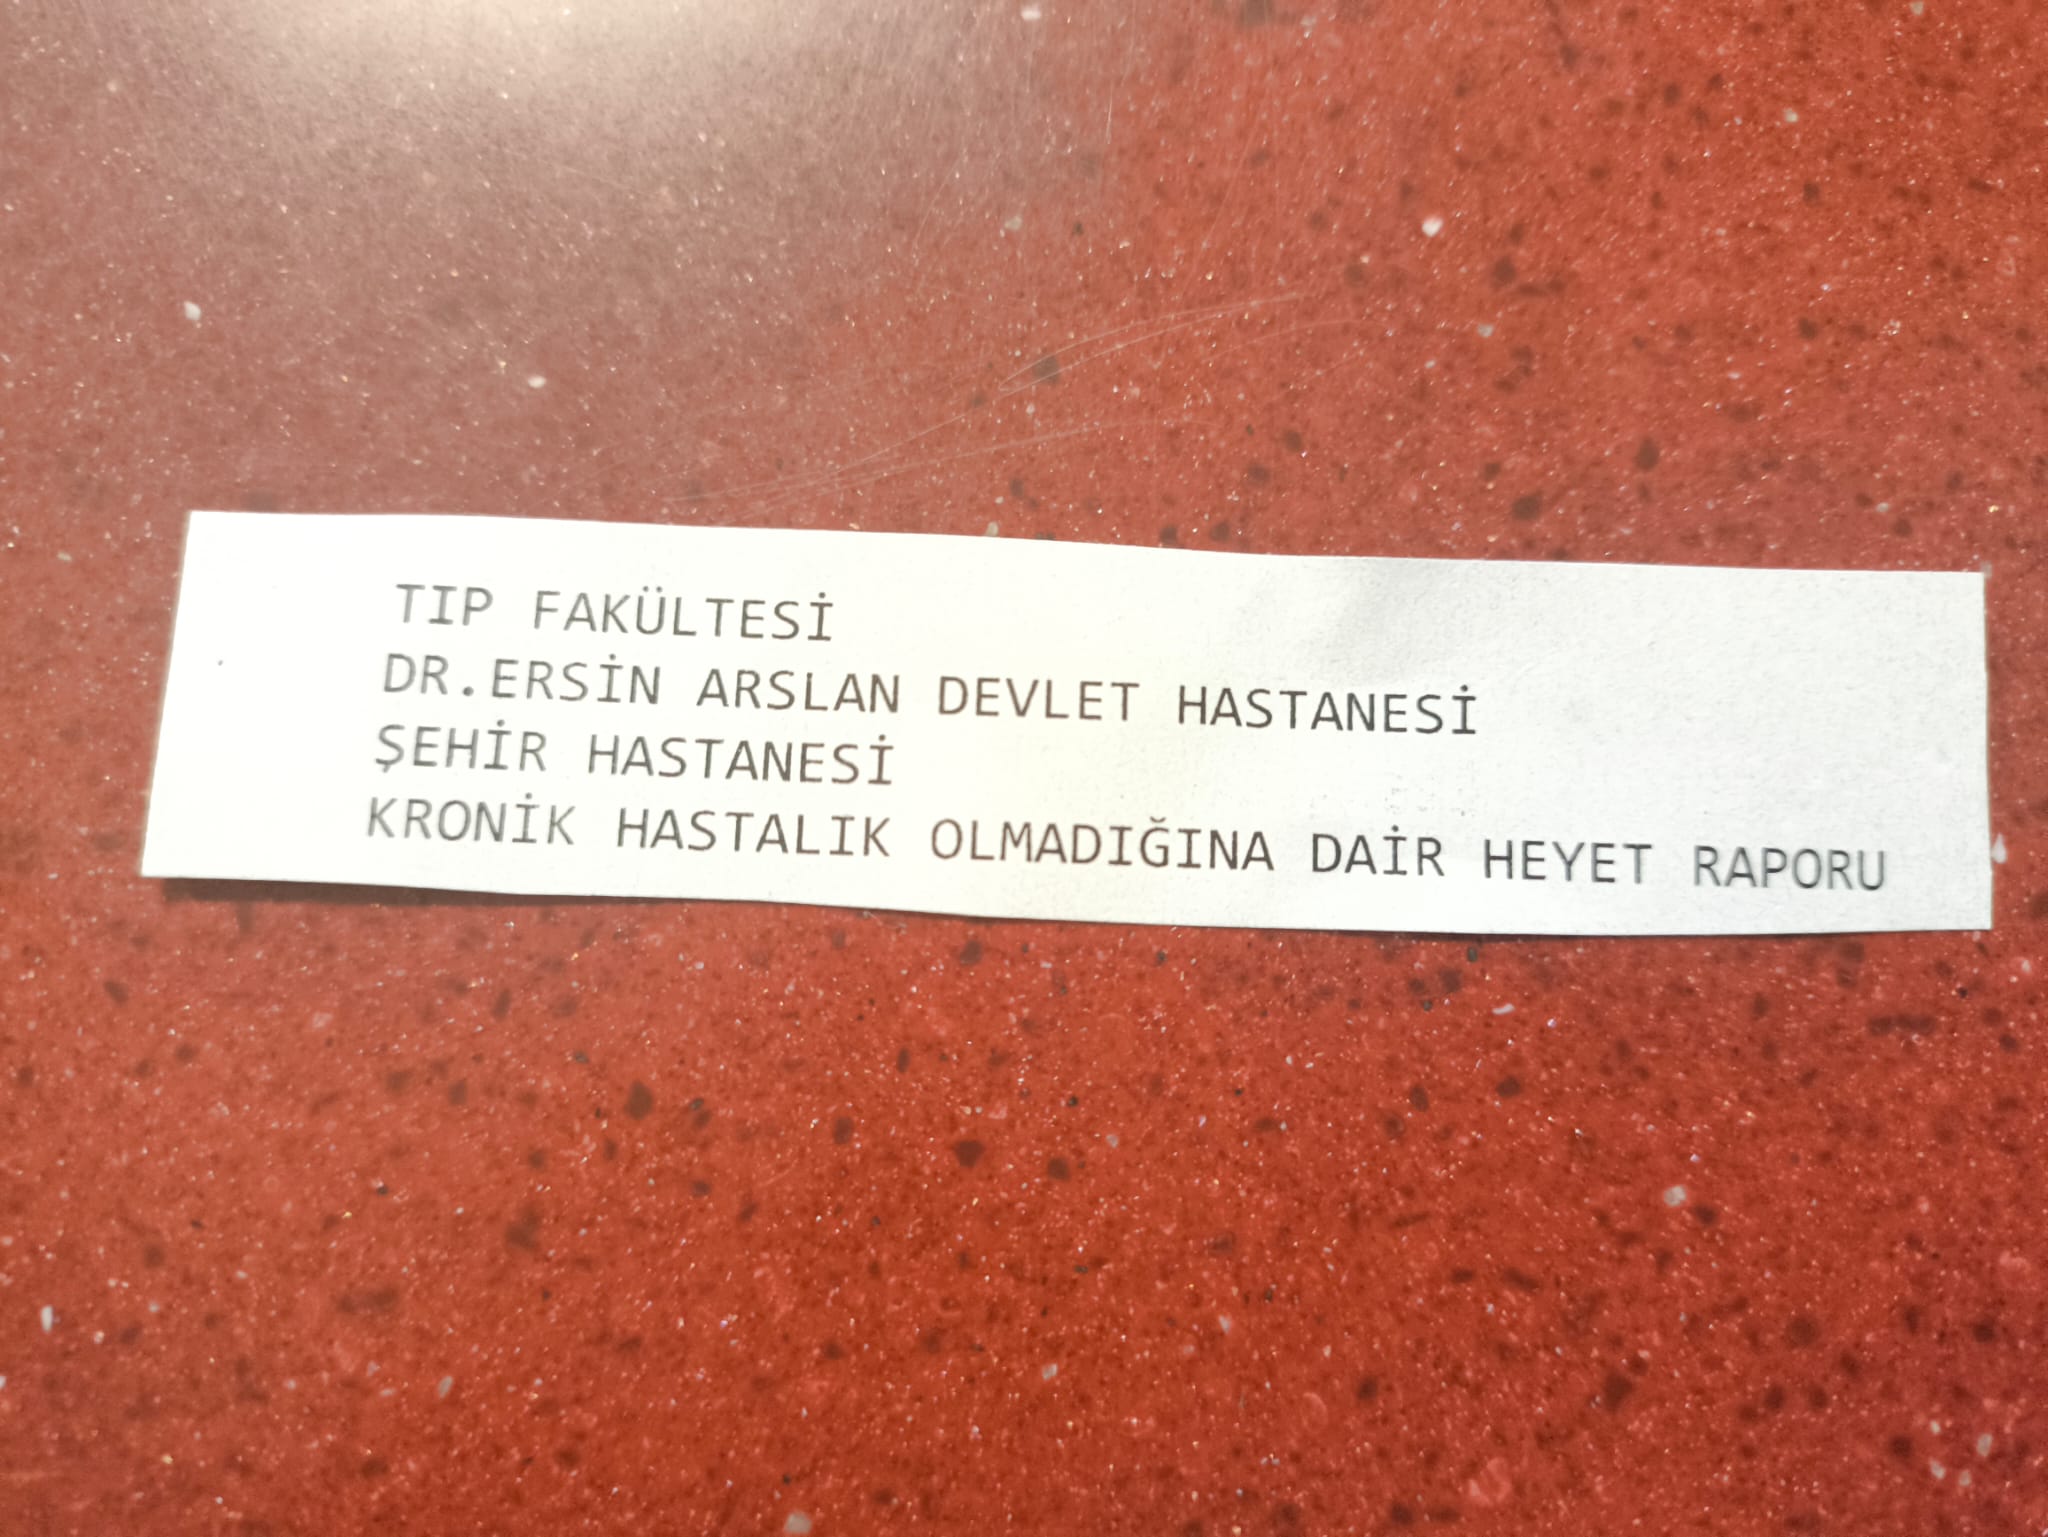 TIP FAKÜLTESİ
DR.ERSİN ARSLAN DEVLET HASTANESİ
ŞEHİR HASTANESİ
KRONİK HASTALIK OLMADIĞINA DAİR HEYET RAPORU